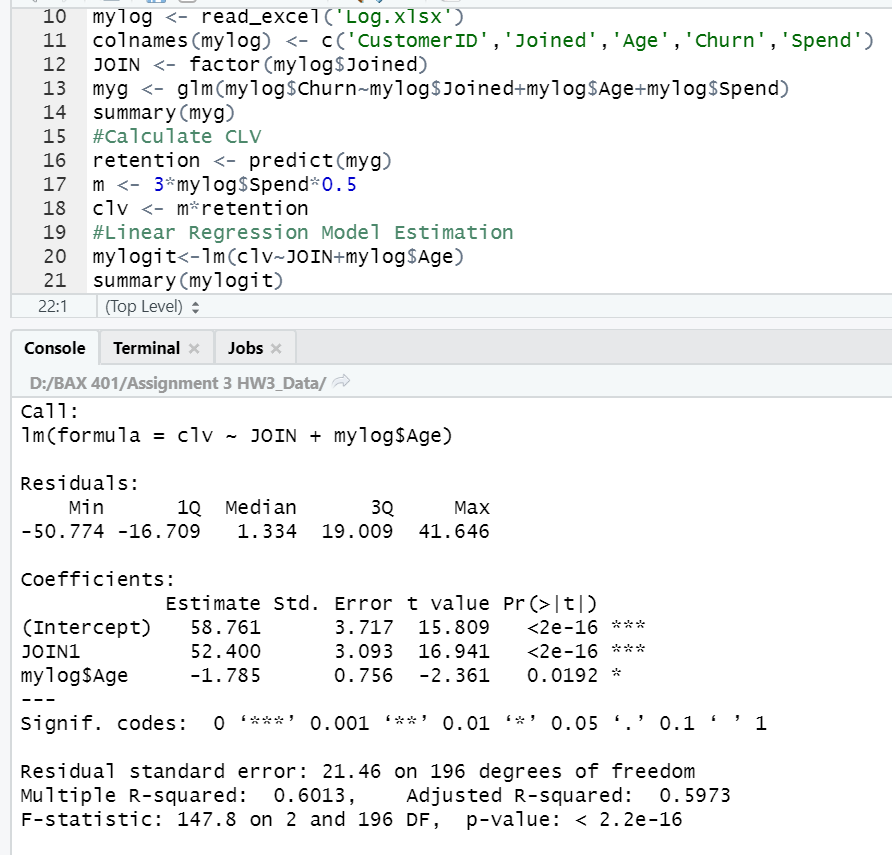 10 mylog <- read_excel('Log.xlsx')
11 colnames(mylog) <- c('CustomerID','Joined','Age','Churn','Spend')
12 JOIN <- factor(mylog$Joined)
13 myg <- glm(mylog$Churn~mylog$Joined+mylog$Age+mylog$Spend)
14 summary(myg)
15 #Calculate CLV
16 retention <- predict(myg)
17 m <- 3*mylog$Spend*0.5
18 clv <- m*retention
19 #Linear Regression Model Estimation
20 mylogit<-lm(clv~JOIN+mylog$Age)
21 summary(mylogit)
22:1 (Top Level)
Console Terminal Jobs
D:/BAX 401/Assignment 3 HW3_Data/
Call:
lm(formula = clv ~ JOIN + mylog$Age)
Residuals:
Min 1Q Median 3Q Max
-50.774 -16.709 1.334 19.009 41.646
Coefficients:
Estimate Std. Error t value Pr(>|t|)
(Intercept) 58.761 3.717 15.809 <2e-16 ***
JOIN1 52.400 3.093 16.941 <2e-16 ***
mylog$Age -1.785 0.756 -2.361 0.0192 *
---
Signif. codes: 0 ‘***’ 0.001 ‘**’ 0.01 ‘*’ 0.05 ‘.’ 0.1 ‘ ’ 1
Residual standard error: 21.46 on 196 degrees of freedom
Multiple R-squared: 0.6013, Adjusted R-squared: 0.5973
F-statistic: 147.8 on 2 and 196 DF, p-value: < 2.2e-16